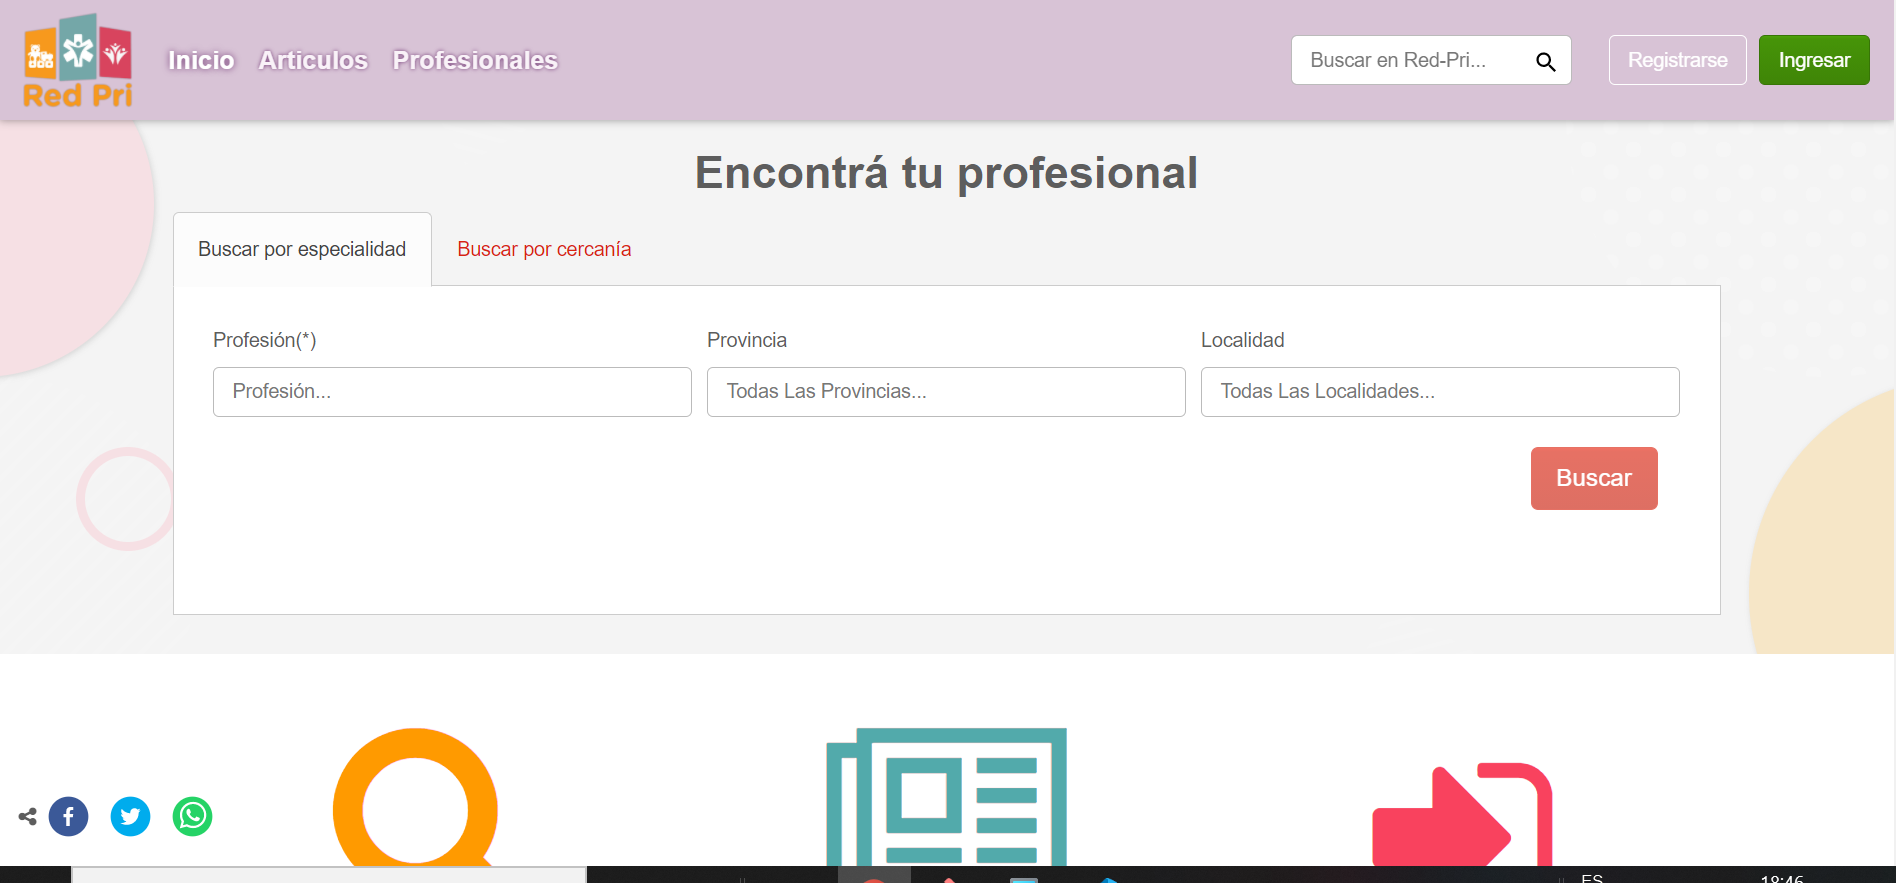 Red Pri
Inicio
Articulos
Profesionales
Buscar en Red-Pri...
Registrarse
Ingresar
Encontrá tu profesional
Buscar por especialidad
Buscar por cercanía
Profesión(*)
Provincia
Localidad
Profesión...
Todas Las Provincias...
Todas Las Localidades...
Buscar
ES
18:46